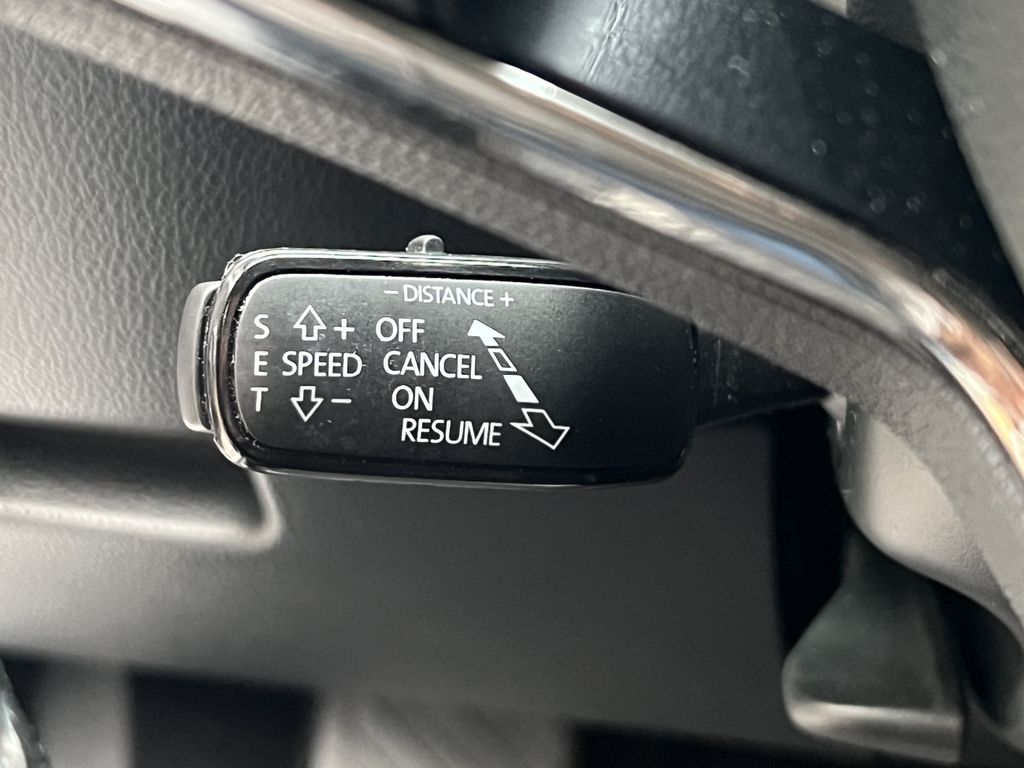 − DISTANCE +
S + OFF
E SPEED CANCEL
T − ON
RESUME